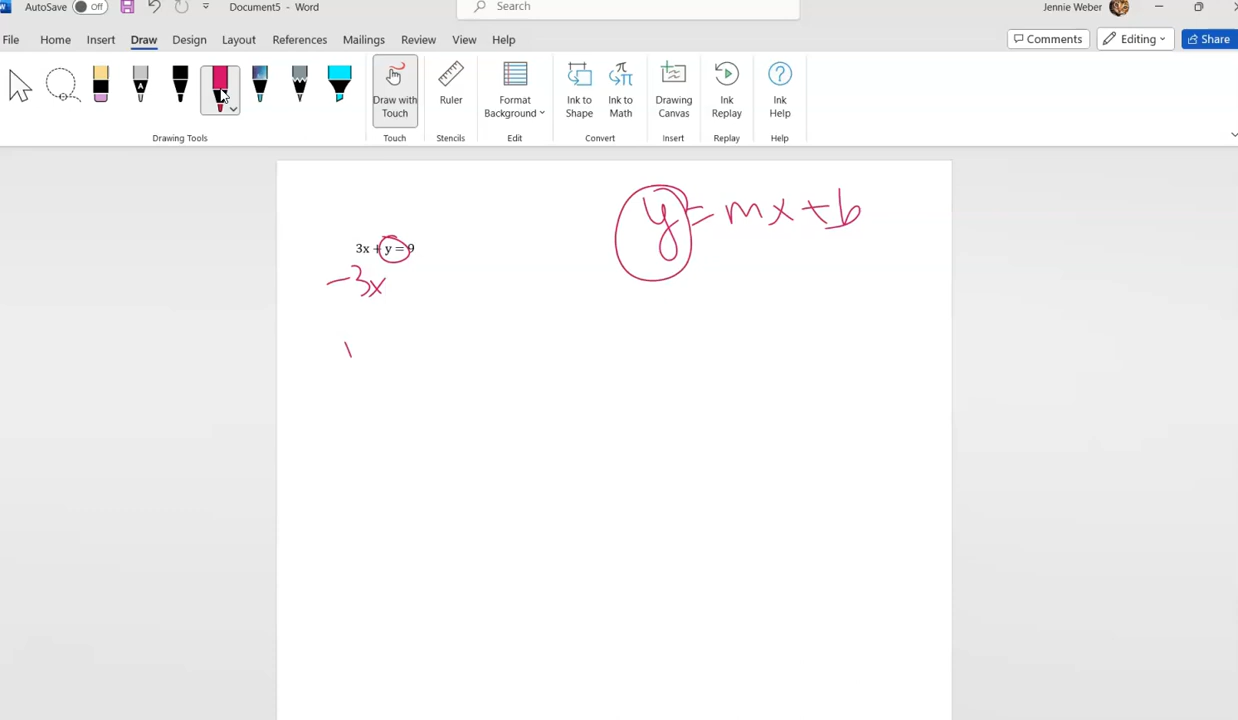 AutoSave Off Document5 - Word Search Jennie Weber
File Home Insert Draw Design Layout References Mailings Review View Help Comments Editing Share
Draw with Touch
Ruler
Format Background
Ink to Shape
Ink to Math
Drawing Canvas
Ink Replay
Ink Help
Drawing Tools Touch Stencils Edit Convert Insert Replay Help
y = mx + b
3x + y = 9
-3x